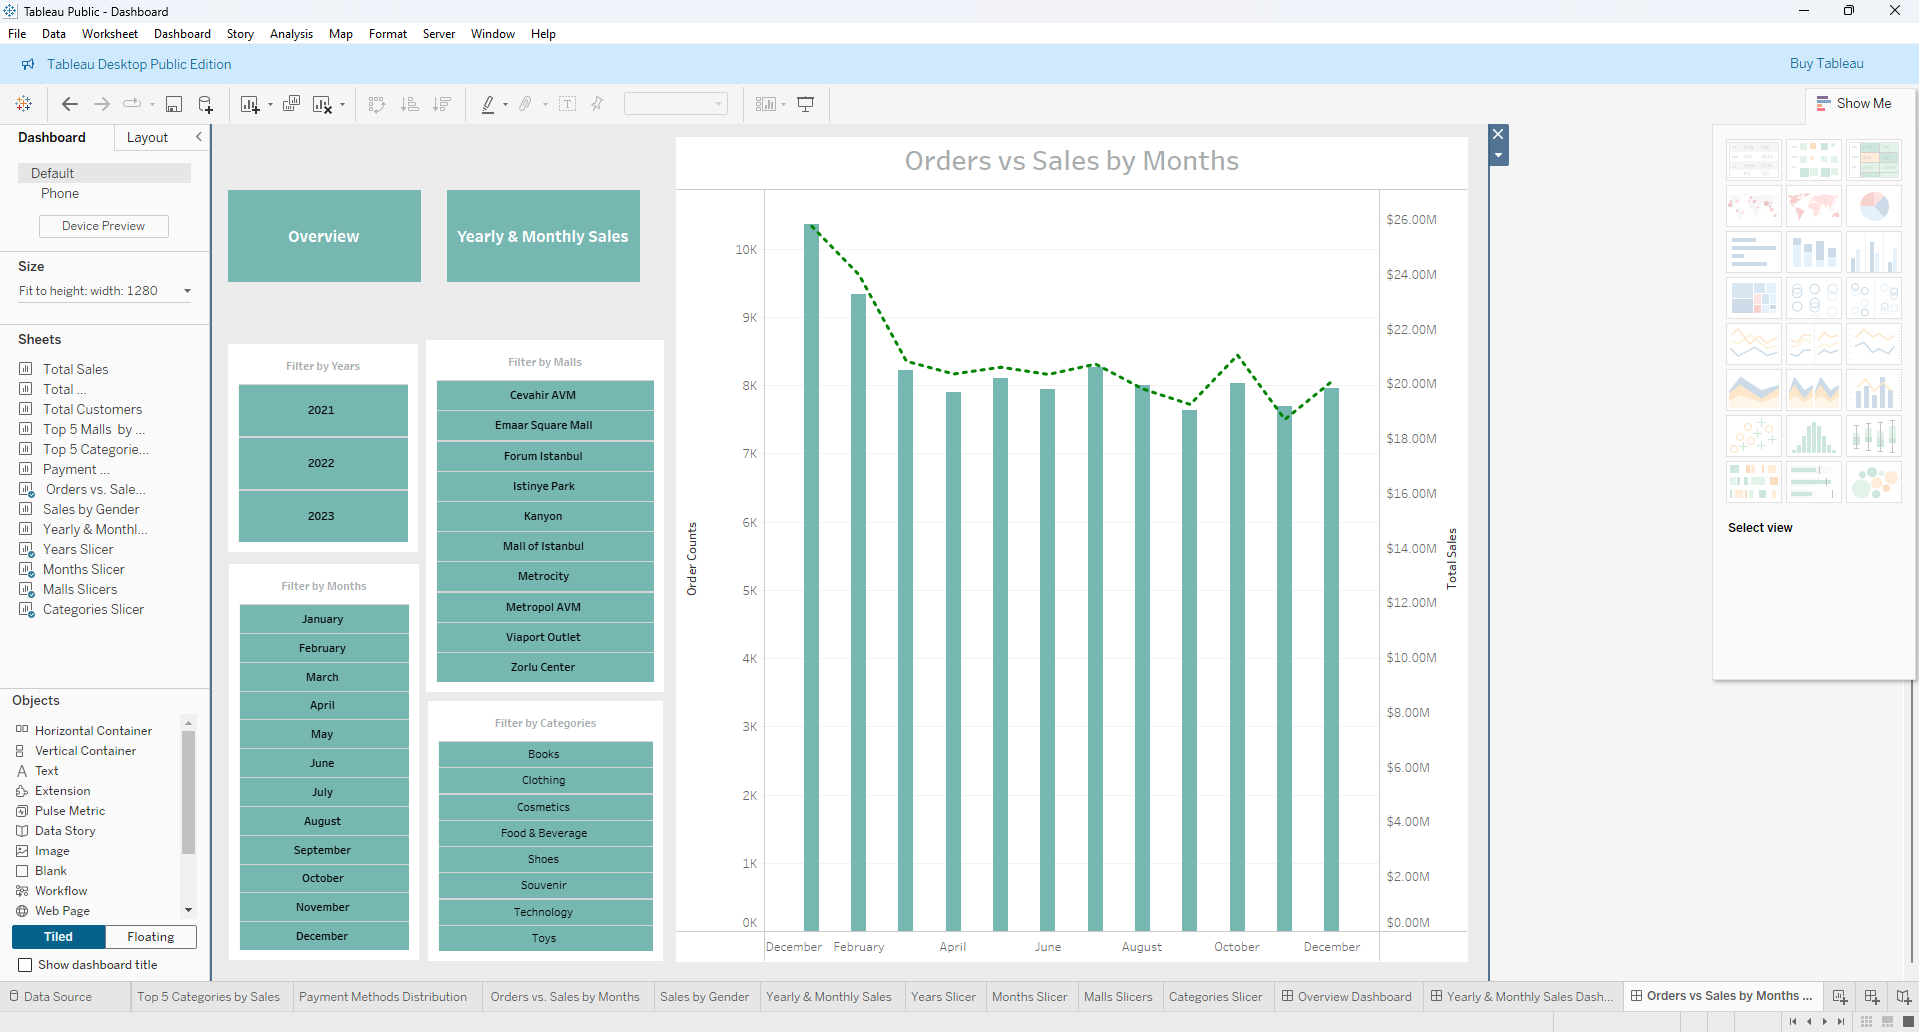 Tableau Public - Dashboard
File Data Worksheet Dashboard Story Analysis Map Format Server Window Help
Tableau Desktop Public Edition
Buy Tableau
Show Me
Dashboard
Layout
Default
Phone
Device Preview
Size
Fit to height: width: 1280
Sheets
Total Sales
Total ...
Total Customers
Top 5 Malls by ...
Top 5 Categorie...
Payment ...
Orders vs. Sale...
Sales by Gender
Yearly & Monthl...
Years Slicer
Months Slicer
Malls Slicers
Categories Slicer
Objects
Horizontal Container
Vertical Container
Text
Extension
Pulse Metric
Data Story
Image
Blank
Workflow
Web Page
Tiled
Floating
Show dashboard title
Overview
Yearly & Monthly Sales
Filter by Years
2021
2022
2023
Filter by Months
January
February
March
April
May
June
July
August
September
October
November
December
Filter by Malls
Cevahir AVM
Emaar Square Mall
Forum Istanbul
Istinye Park
Kanyon
Mall of Istanbul
Metrocity
Metropol AVM
Viaport Outlet
Zorlu Center
Filter by Categories
Books
Clothing
Cosmetics
Food & Beverage
Shoes
Souvenir
Technology
Toys
Orders vs Sales by Months
Order Counts
10K
9K
8K
7K
6K
5K
4K
3K
2K
1K
0K
$26.00M
$24.00M
$22.00M
$20.00M
$18.00M
$16.00M
$14.00M
$12.00M
$10.00M
$8.00M
$6.00M
$4.00M
$2.00M
$0.00M
Total Sales
December February April June August October December
Select view
Data Source
Top 5 Categories by Sales
Payment Methods Distribution
Orders vs. Sales by Months
Sales by Gender
Yearly & Monthly Sales
Years Slicer
Months Slicer
Malls Slicers
Categories Slicer
Overview Dashboard
Yearly & Monthly Sales Dash...
Orders vs Sales by Months ...